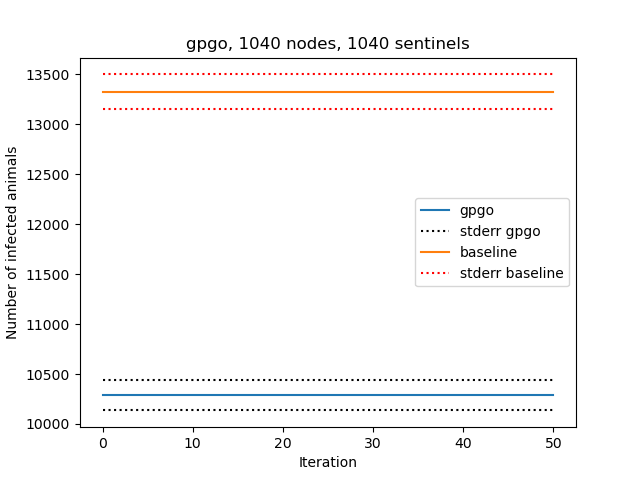 gpgo, 1040 nodes, 1040 sentinels
Number of infected animals
13500
13000
12500
12000
11500
11000
10500
10000
gpgo
stderr gpgo
baseline
stderr baseline
0 10 20 30 40 50
Iteration